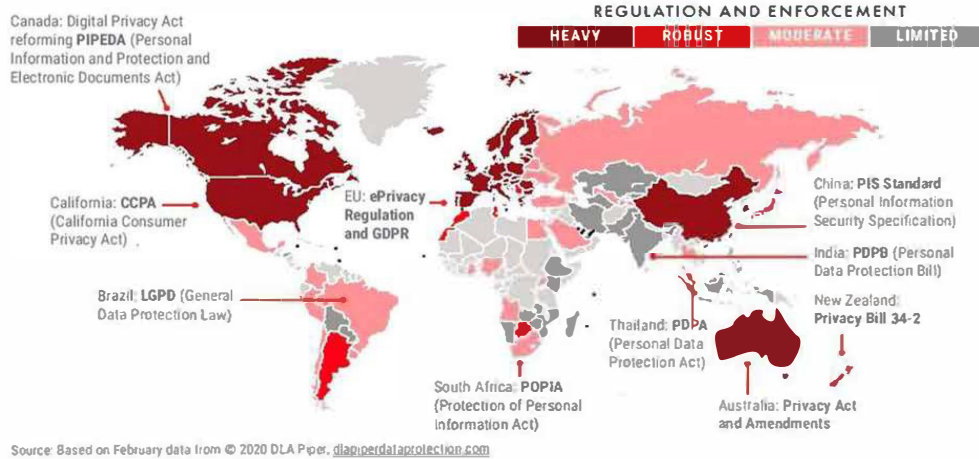 REGULATION AND ENFORCEMENT
HEAVY
ROBUST
MODERATE
LIMITED
Canada: Digital Privacy Act
reforming PIPEDA (Personal
Information and Protection and
Electronic Documents Act)
California: CCPA
(California Consumer
Privacy Act)
EU: ePrivacy
Regulation
and GDPR
China: PIS Standard
(Personal Information
Security Specification)
India: PDPB (Personal
Data Protection Bill)
Brazil: LGPD (General
Data Protection Law)
New Zealand:
Privacy Bill 34-2
Thailand: PDPA
(Personal Data
Protection Act)
South Africa: POPIA
(Protection of Personal
Information Act)
Australia: Privacy Act
and Amendments
Source: Based on February data from © 2020 DLA Piper, dlapiperdataprotection.com